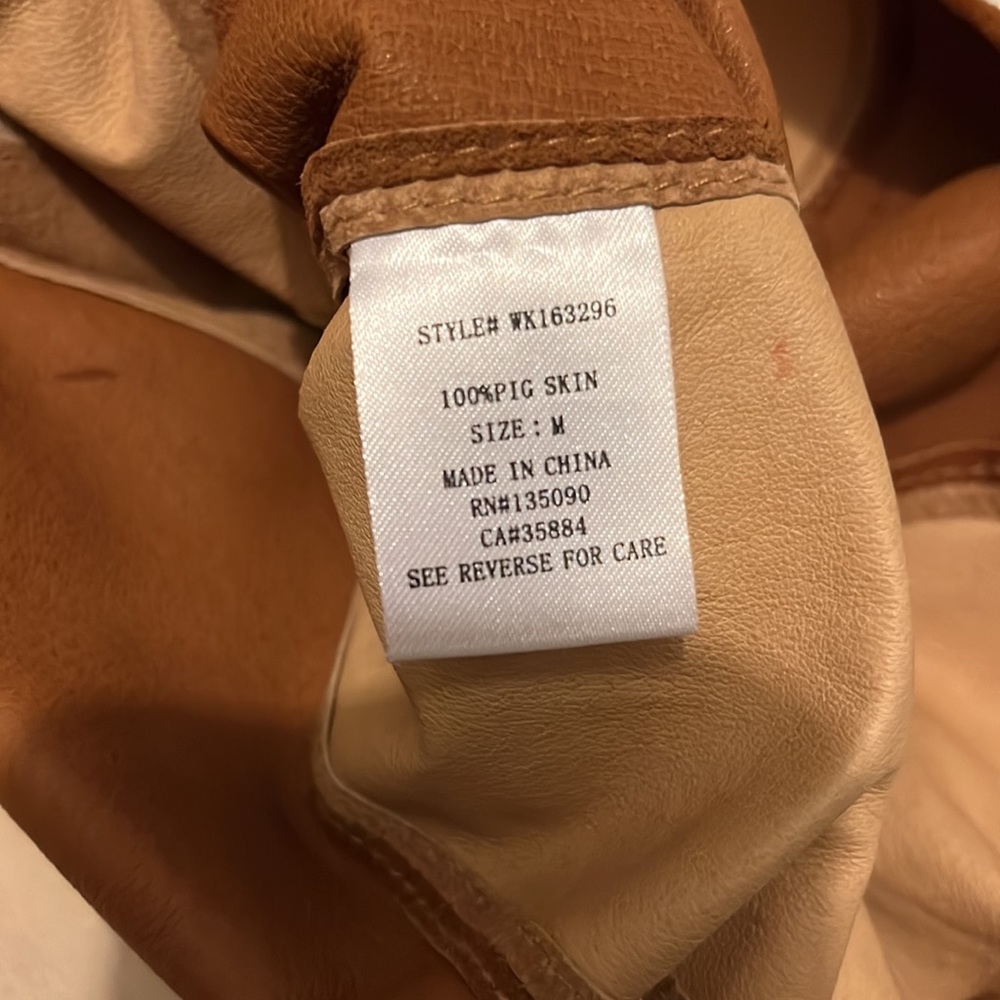 STYLE# WK163296
100%PIG SKIN
SIZE : M
MADE IN CHINA
RN#135090
CA#35884
SEE REVERSE FOR CARE